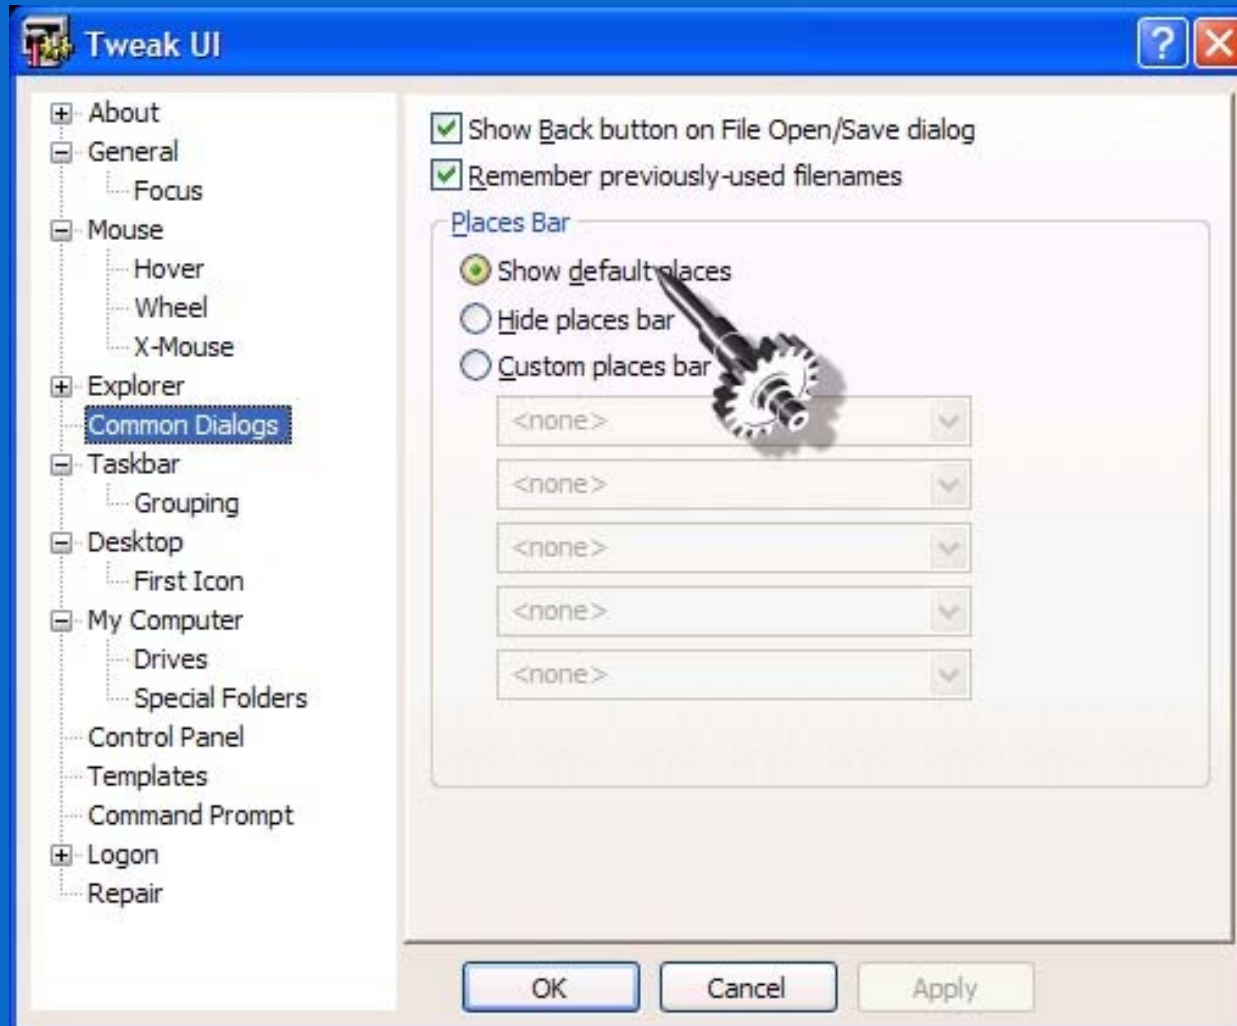 Tweak UI
About
General
Focus
Mouse
Hover
Wheel
X-Mouse
Explorer
Common Dialogs
Taskbar
Grouping
Desktop
First Icon
My Computer
Drives
Special Folders
Control Panel
Templates
Command Prompt
Logon
Repair
Show Back button on File Open/Save dialog
Remember previously-used filenames
Places Bar
Show default places
Hide places bar
Custom places bar
<none>
<none>
<none>
<none>
<none>
OK Cancel Apply